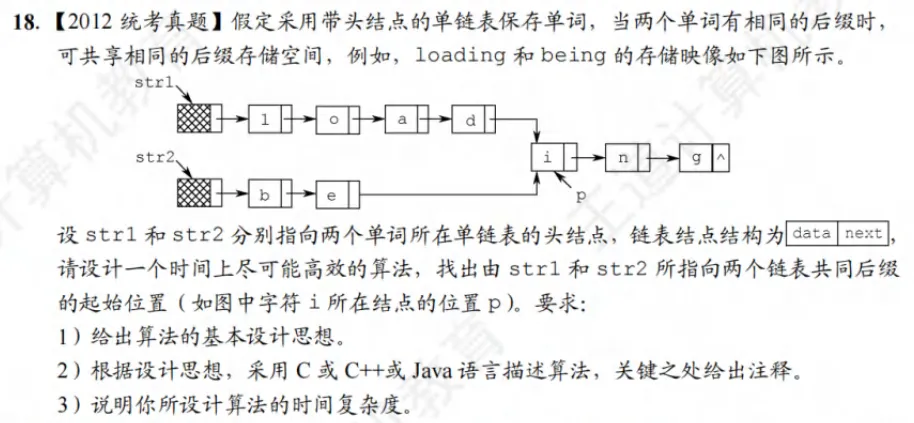 18.【2012 统考真题】假定采用带头结点的单链表保存单词，当两个单词有相同的后缀时，
可共享相同的后缀存储空间，例如，loading 和 being 的存储映像如下图所示。
str1
l o a d
i n g ∧
str2
b e
p
设 str1 和 str2 分别指向两个单词所在单链表的头结点，链表结点结构为 data next，
请设计一个时间上尽可能高效的算法，找出由 str1 和 str2 所指向两个链表共同后缀
的起始位置（如图中字符 i 所在结点的位置 p）。要求：
1）给出算法的基本设计思想。
2）根据设计思想，采用 C 或 C++或 Java 语言描述算法，关键之处给出注释。
3）说明你所设计算法的时间复杂度。